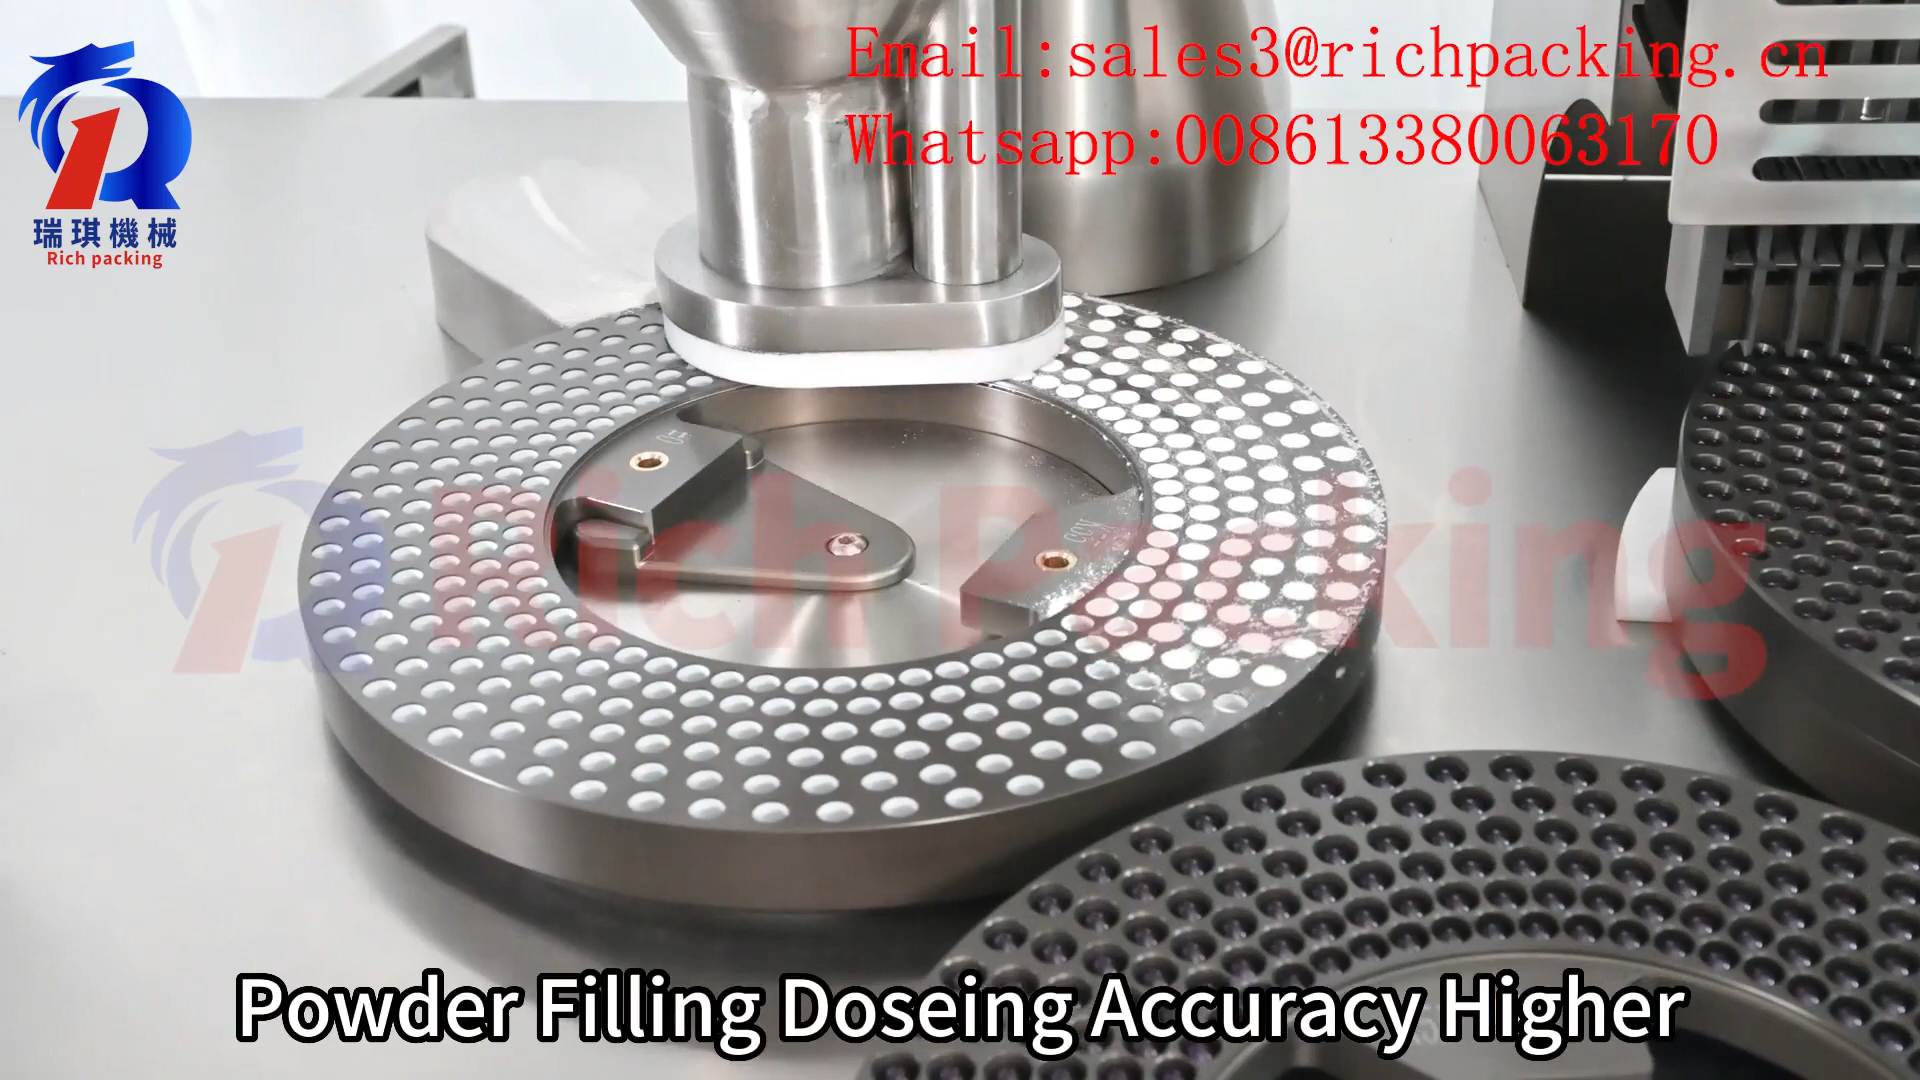 Email:sales3@richpacking.cn
Whatsapp:008613380063170
瑞琪機械
Rich packing
Rich Packing
Powder Filling Doseing Accuracy Higher